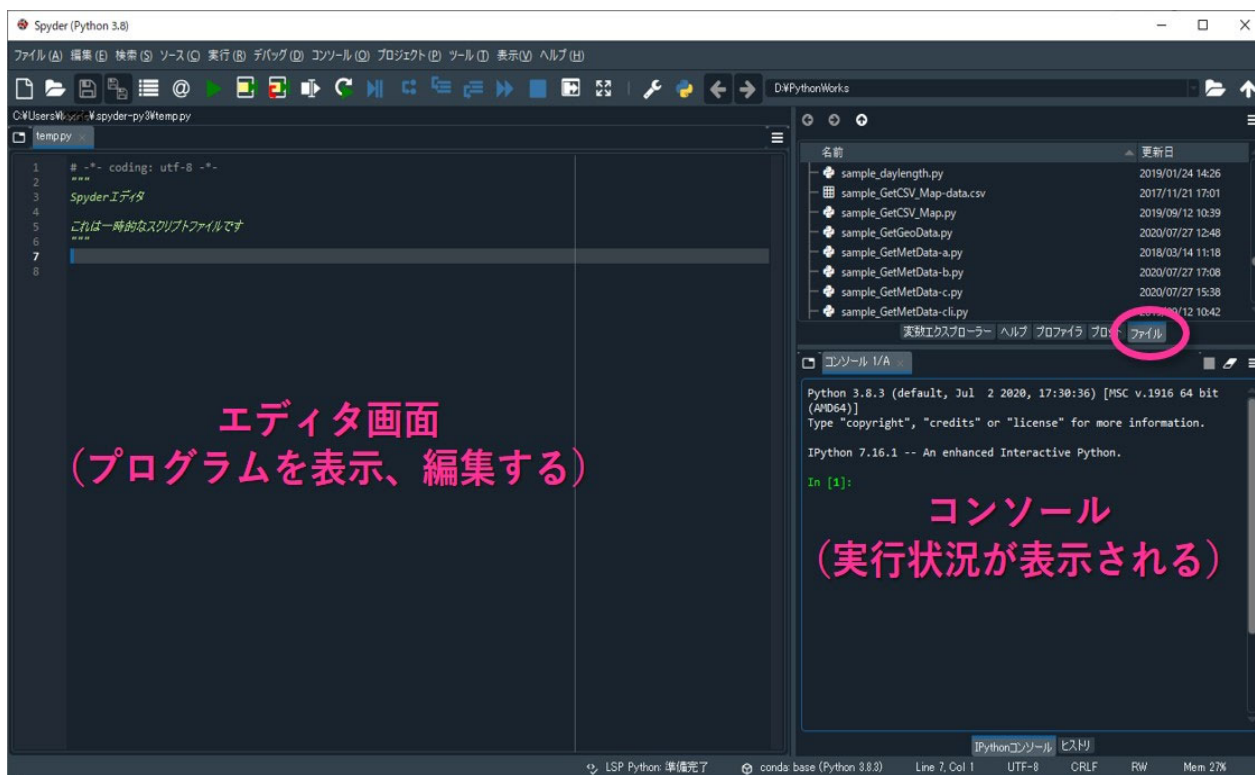 Spyder (Python 3.8)
ファイル(A) 編集(E) 検索(S) ソース(C) 実行(R) デバッグ(D) コンソール(O) プロジェクト(P) ツール(T) 表示(V) ヘルプ(H)
D:¥PythonWorks
C:¥Users¥ ¥.spyder-py3¥temp.py
temp.py
1 # -*- coding: utf-8 -*-
2 """
3 Spyderエディタ
4
5 これは一時的なスクリプトファイルです
6 """
7
8
エディタ画面
(プログラムを表示、編集する)
名前 更新日
sample_daylength.py 2019/01/24 14:26
sample_GetCSV_Map-data.csv 2017/11/21 17:01
sample_GetCSV_Map.py 2019/09/12 10:39
sample_GetGeoData.py 2020/07/27 12:48
sample_GetMetData-a.py 2018/03/14 11:18
sample_GetMetData-b.py 2020/07/27 17:08
sample_GetMetData-c.py 2020/07/27 15:38
sample_GetMetData-cli.py 12 10:42
変数エクスプローラー ヘルプ プロファイラ ファイル
コンソール 1/A
Python 3.8.3 (default, Jul 2 2020, 17:30:36) [MSC v.1916 64 bit
(AMD64)]
Type "copyright", "credits" or "license" for more information.
IPython 7.16.1 -- An enhanced Interactive Python.
In [1]:
コンソール
(実行状況が表示される)
IPythonコンソール ヒストリ
LSP Python: 準備完了 conda: base (Python 3.8.3) Line 7, Col 1 UTF-8 CRLF RW Mem 27%